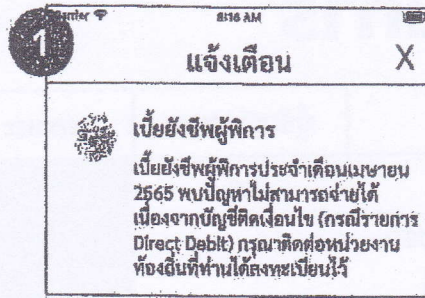 1
Carrier 8:16 AM
แจ้งเตือน X
เบี้ยยังชีพผู้พิการ
เบี้ยยังชีพผู้พิการประจำเดือนเมษายน
2565 พบปัญหาไม่สามารถจ่ายได้
เนื่องจากบัญชีติดเงื่อนไข (กรณีรายการ
Direct Debit) กรุณาติดต่อหน่วยงาน
ท้องถิ่นที่ท่านได้ลงทะเบียนไว้